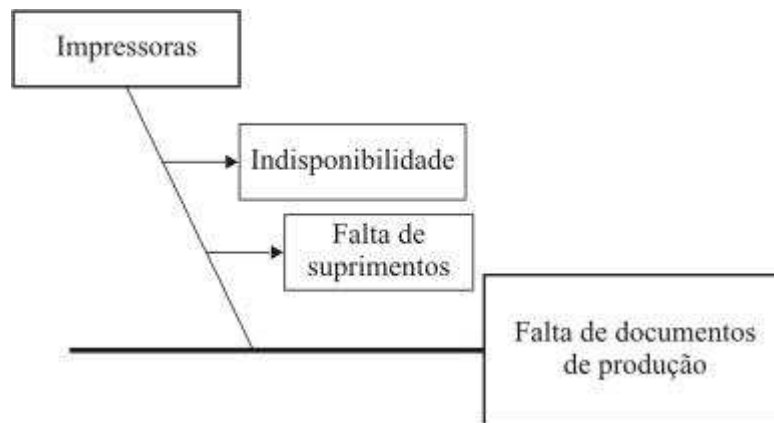 Impressoras
Indisponibilidade
Falta de
suprimentos
Falta de documentos
de produção